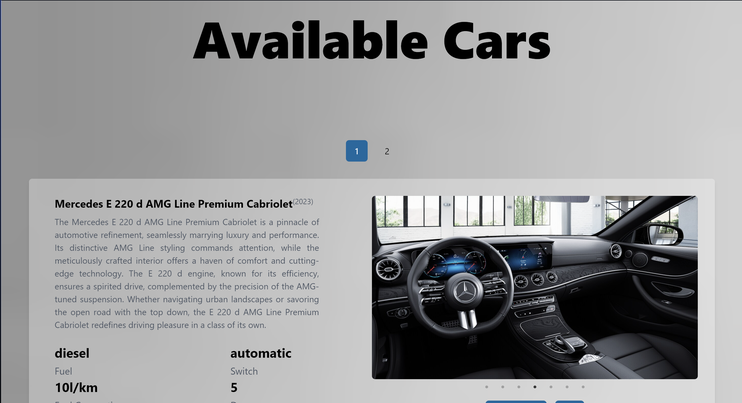 Available Cars
1 2
Mercedes E 220 d AMG Line Premium Cabriolet(2023)
The Mercedes E 220 d AMG Line Premium Cabriolet is a pinnacle of
automotive refinement, seamlessly marrying luxury and performance.
Its distinctive AMG Line styling commands attention, while the
meticulously crafted interior offers a haven of comfort and cutting-
edge technology. The E 220 d engine, known for its efficiency,
ensures a spirited drive, complemented by the precision of the AMG-
tuned suspension. Whether navigating urban landscapes or savoring
the open road with the top down, the E 220 d AMG Line Premium
Cabriolet redefines driving pleasure in a class of its own.
diesel automatic
Fuel Switch
10l/km 5